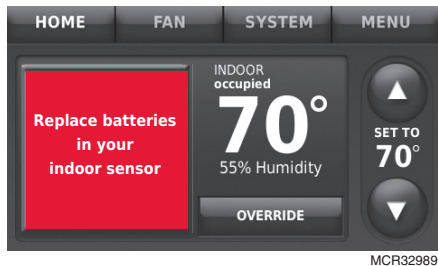 HOME FAN SYSTEM MENU
Replace batteries
in your
indoor sensor
INDOOR
occupied
70°
55% Humidity
OVERRIDE
SET TO
70°
MCR32989